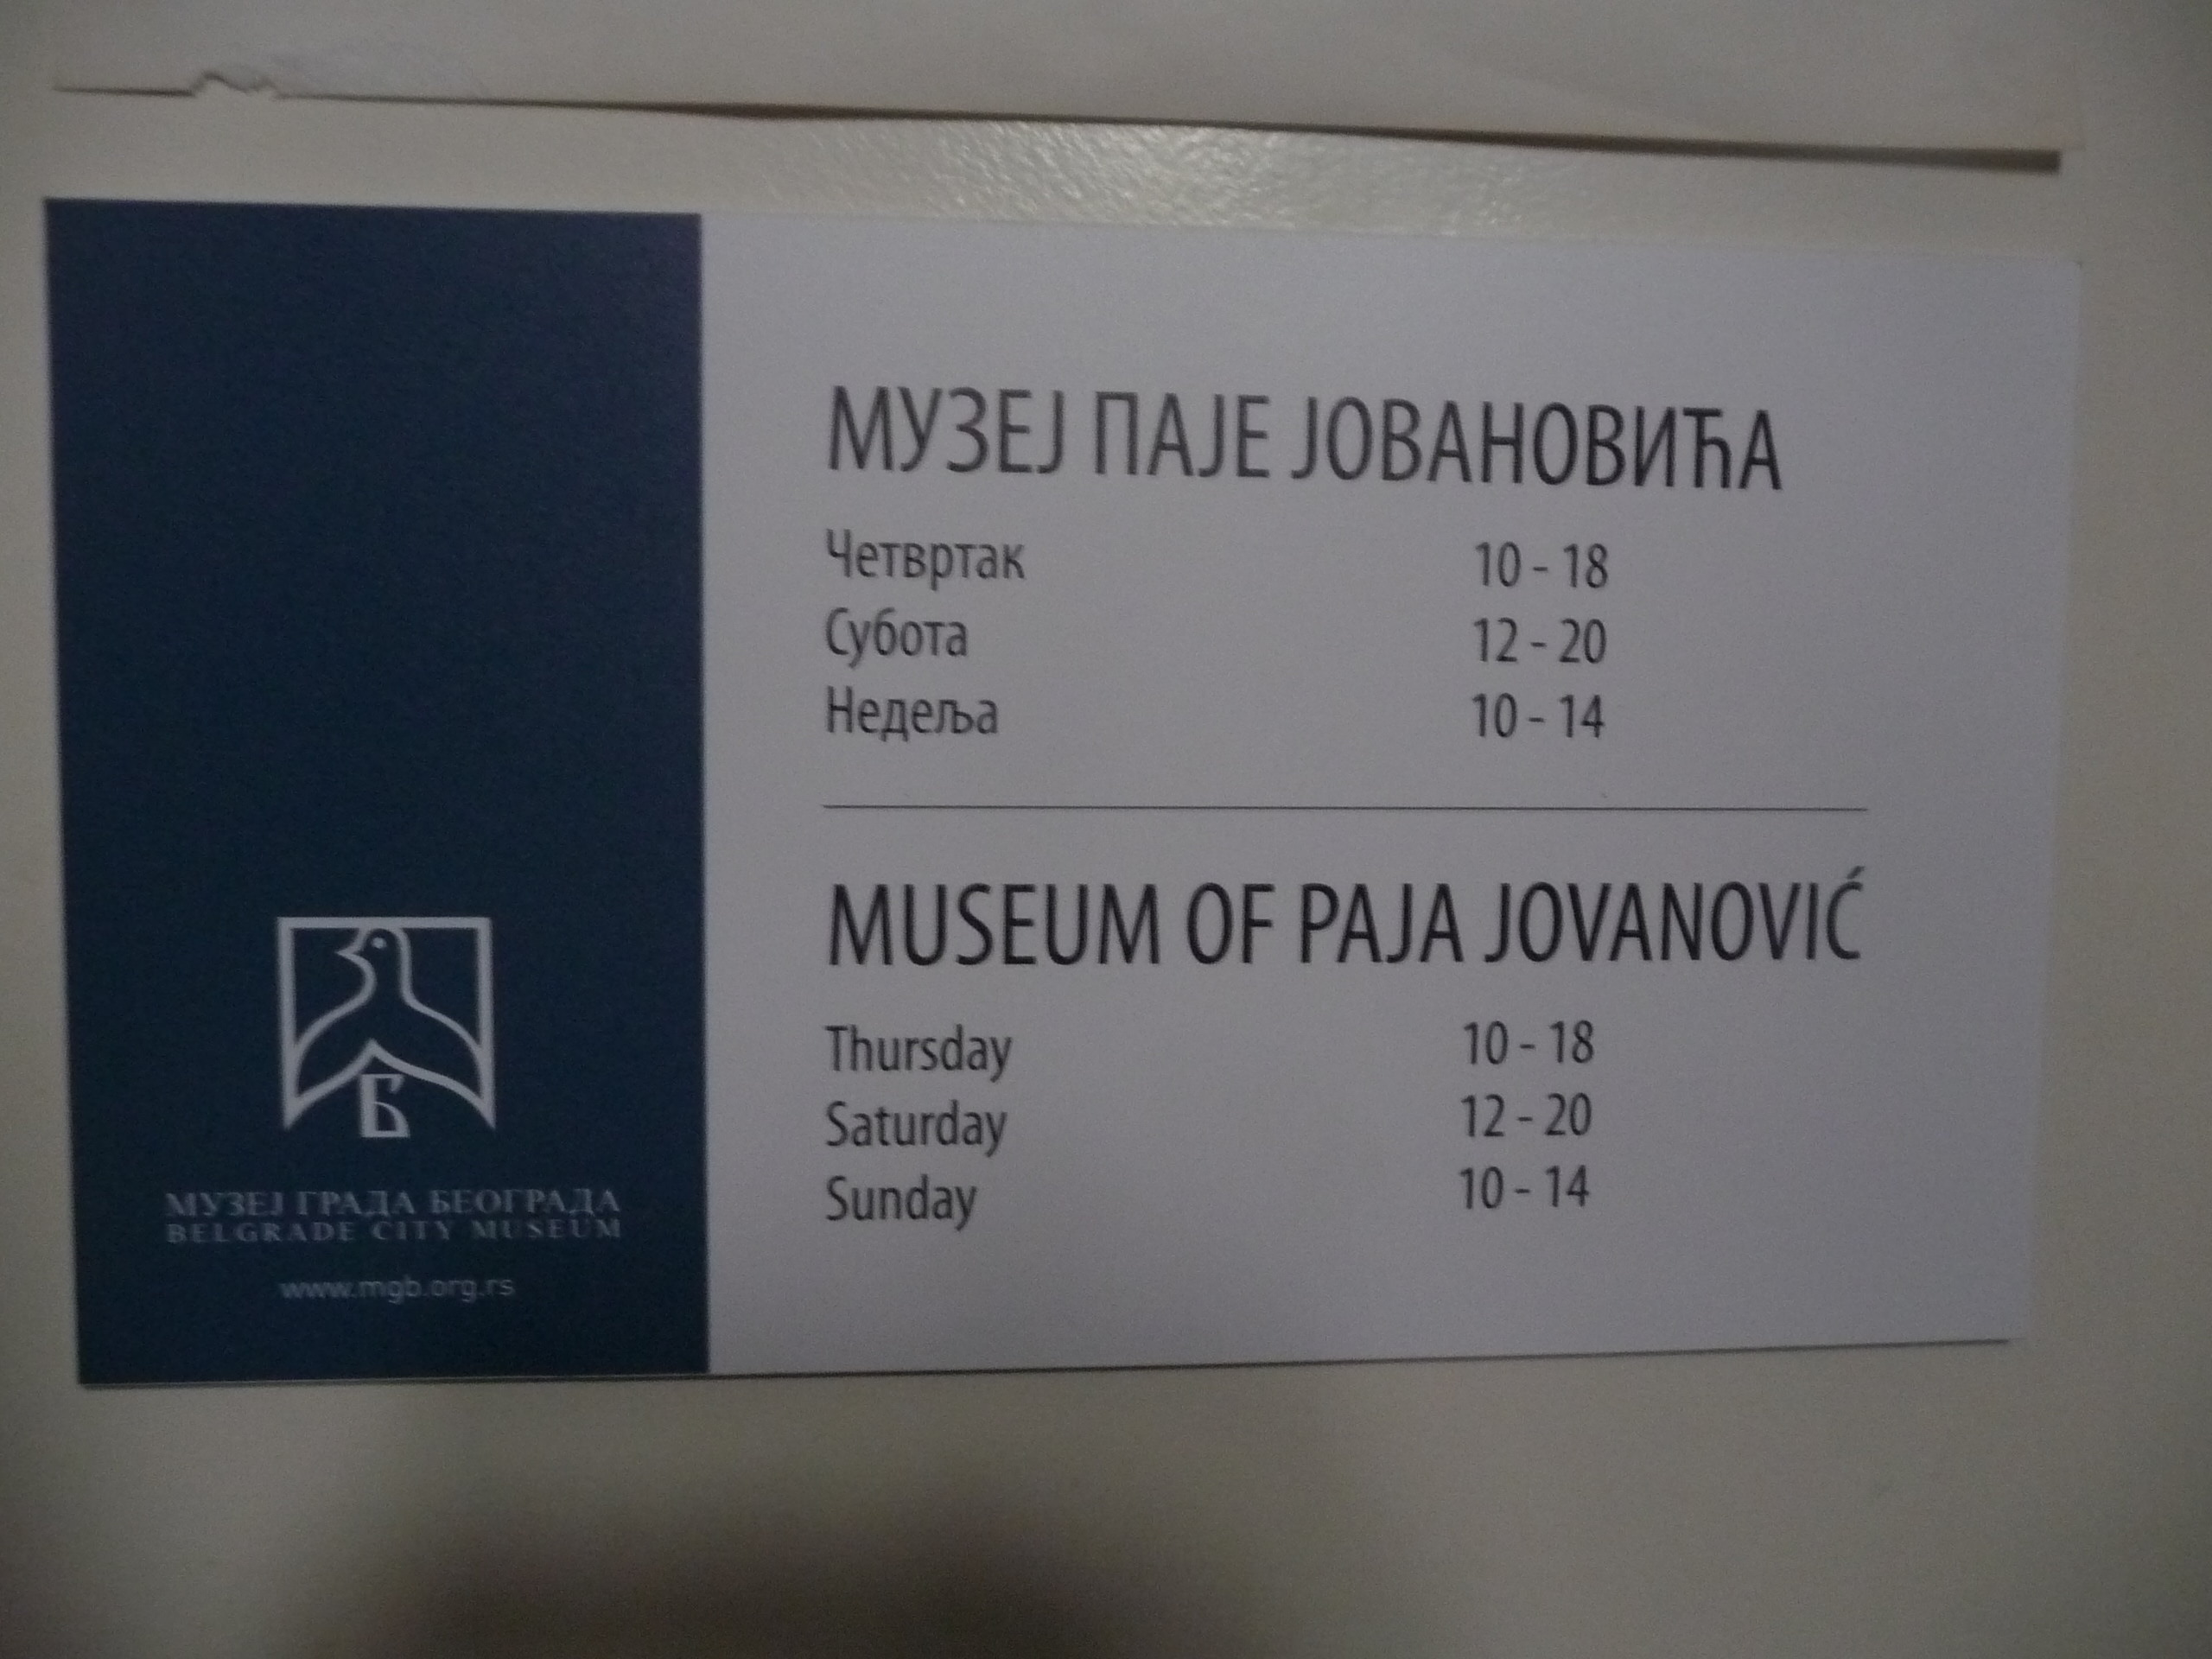 МУЗЕЈ ПАЈЕ ЈОВАНОВИЋА
Четвртак 10 - 18
Субота 12 - 20
Недеља 10 - 14
MUSEUM OF PAJA JOVANOVIĆ
Thursday 10 - 18
Saturday 12 - 20
Sunday 10 - 14
Б
МУЗЕЈ ГРАДА БЕОГРАДА
BELGRADE CITY MUSEUM
www.mgb.org.rs